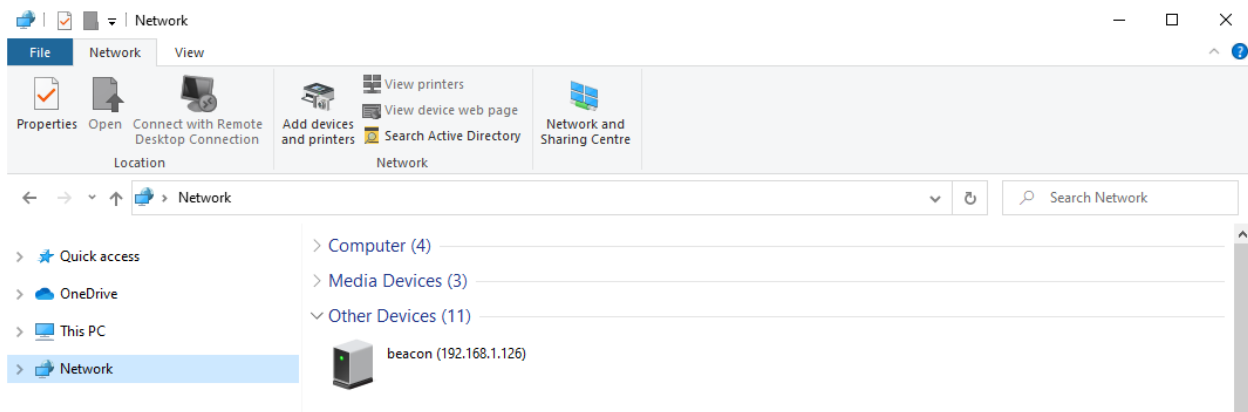 Network
File Network View
Properties
Open
Connect with Remote
Desktop Connection
Location
Add devices
and printers
View printers
View device web page
Search Active Directory
Network
Network and
Sharing Centre
Network
Search Network
Quick access
OneDrive
This PC
Network
Computer (4)
Media Devices (3)
Other Devices (11)
beacon (192.168.1.126)